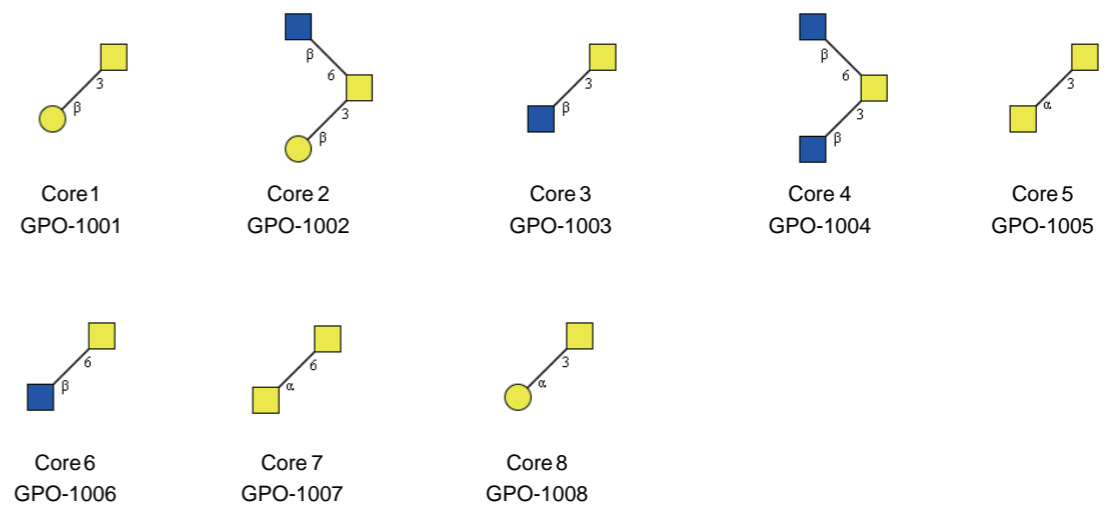 β
6
3
β
3
β
3
β
β
6
3
β
3
α
Core 1
Core 2
Core 3
Core 4
Core 5
GPO-1001
GPO-1002
GPO-1003
GPO-1004
GPO-1005
6
β
6
α
3
α
Core 6
Core 7
Core 8
GPO-1006
GPO-1007
GPO-1008